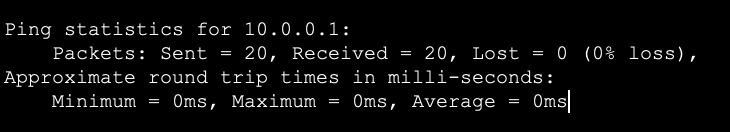 Ping statistics for 10.0.0.1:
    Packets: Sent = 20, Received = 20, Lost = 0 (0% loss),
Approximate round trip times in milli-seconds:
    Minimum = 0ms, Maximum = 0ms, Average = 0ms